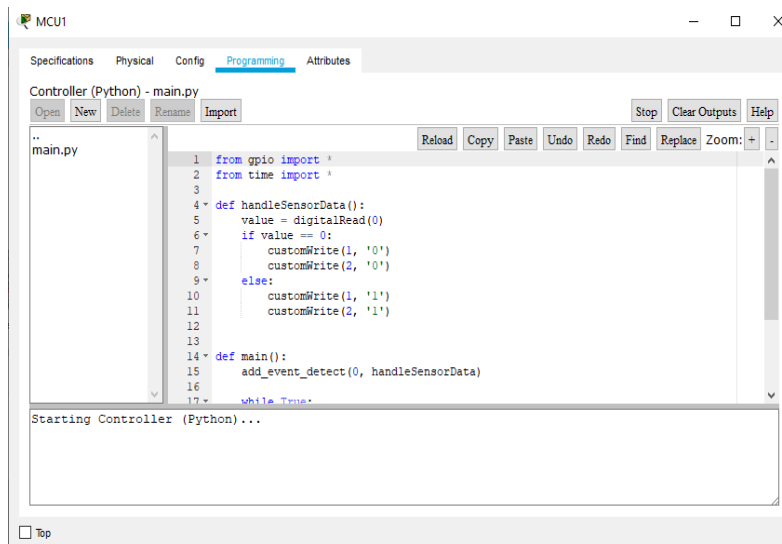 MCU1
Specifications Physical Config Programming Attributes
Controller (Python) - main.py
Open New Delete Rename Import Stop Clear Outputs Help
Reload Copy Paste Undo Redo Find Replace Zoom: + -
..
main.py
1 from gpio import *
2 from time import *
3
4 def handleSensorData():
5 value = digitalRead(0)
6 if value == 0:
7 customWrite(1, '0')
8 customWrite(2, '0')
9 else:
10 customWrite(1, '1')
11 customWrite(2, '1')
12
13
14 def main():
15 add_event_detect(0, handleSensorData)
16
17 while True:
Starting Controller (Python)...
Top